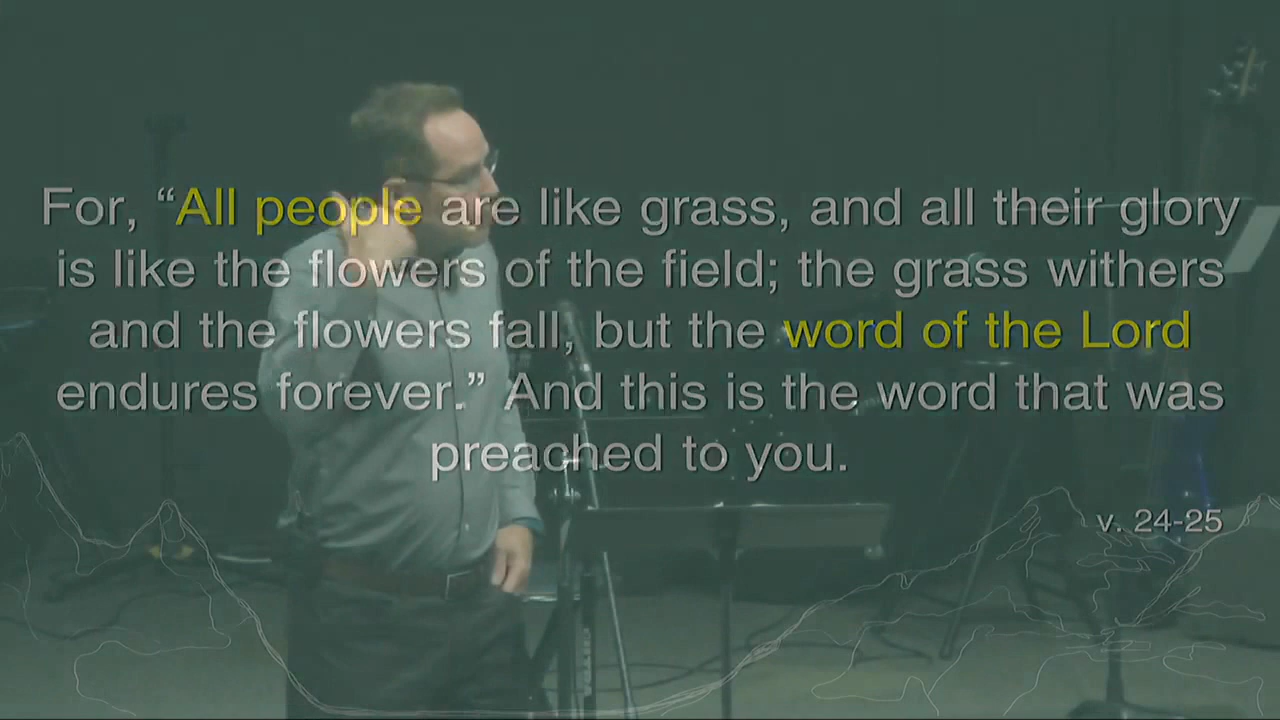 For, “All people are like grass, and all their glory
is like the flowers of the field; the grass withers
and the flowers fall, but the word of the Lord
endures forever.” And this is the word that was
preached to you.
v. 24-25